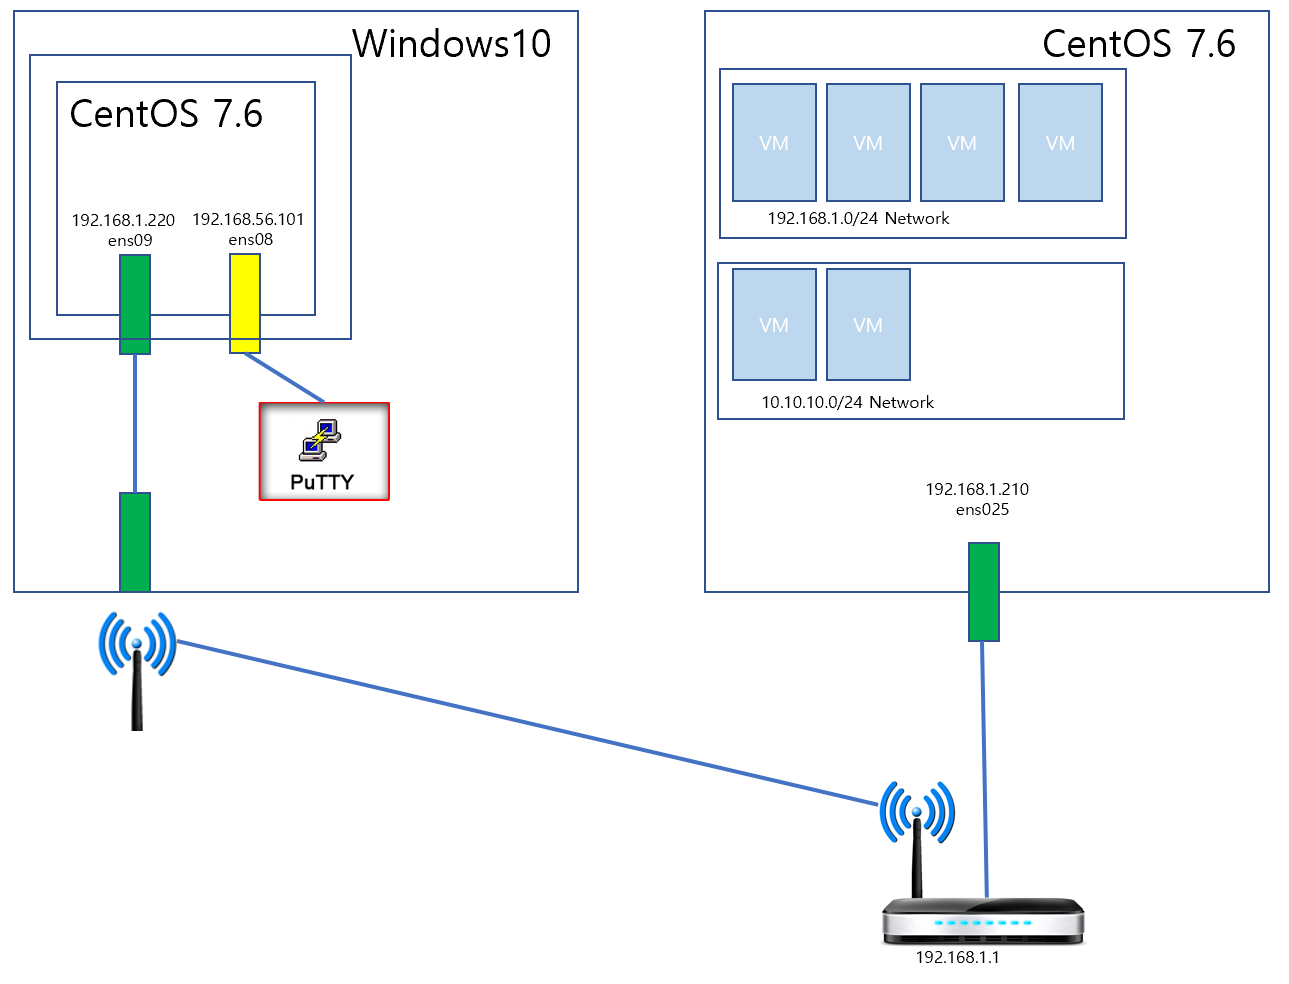 Windows10
CentOS 7.6
192.168.1.220
ens09
192.168.56.101
ens08
PuTTY
CentOS 7.6
VM
VM
VM
VM
192.168.1.0/24 Network
VM
VM
10.10.10.0/24 Network
192.168.1.210
ens025
192.168.1.1